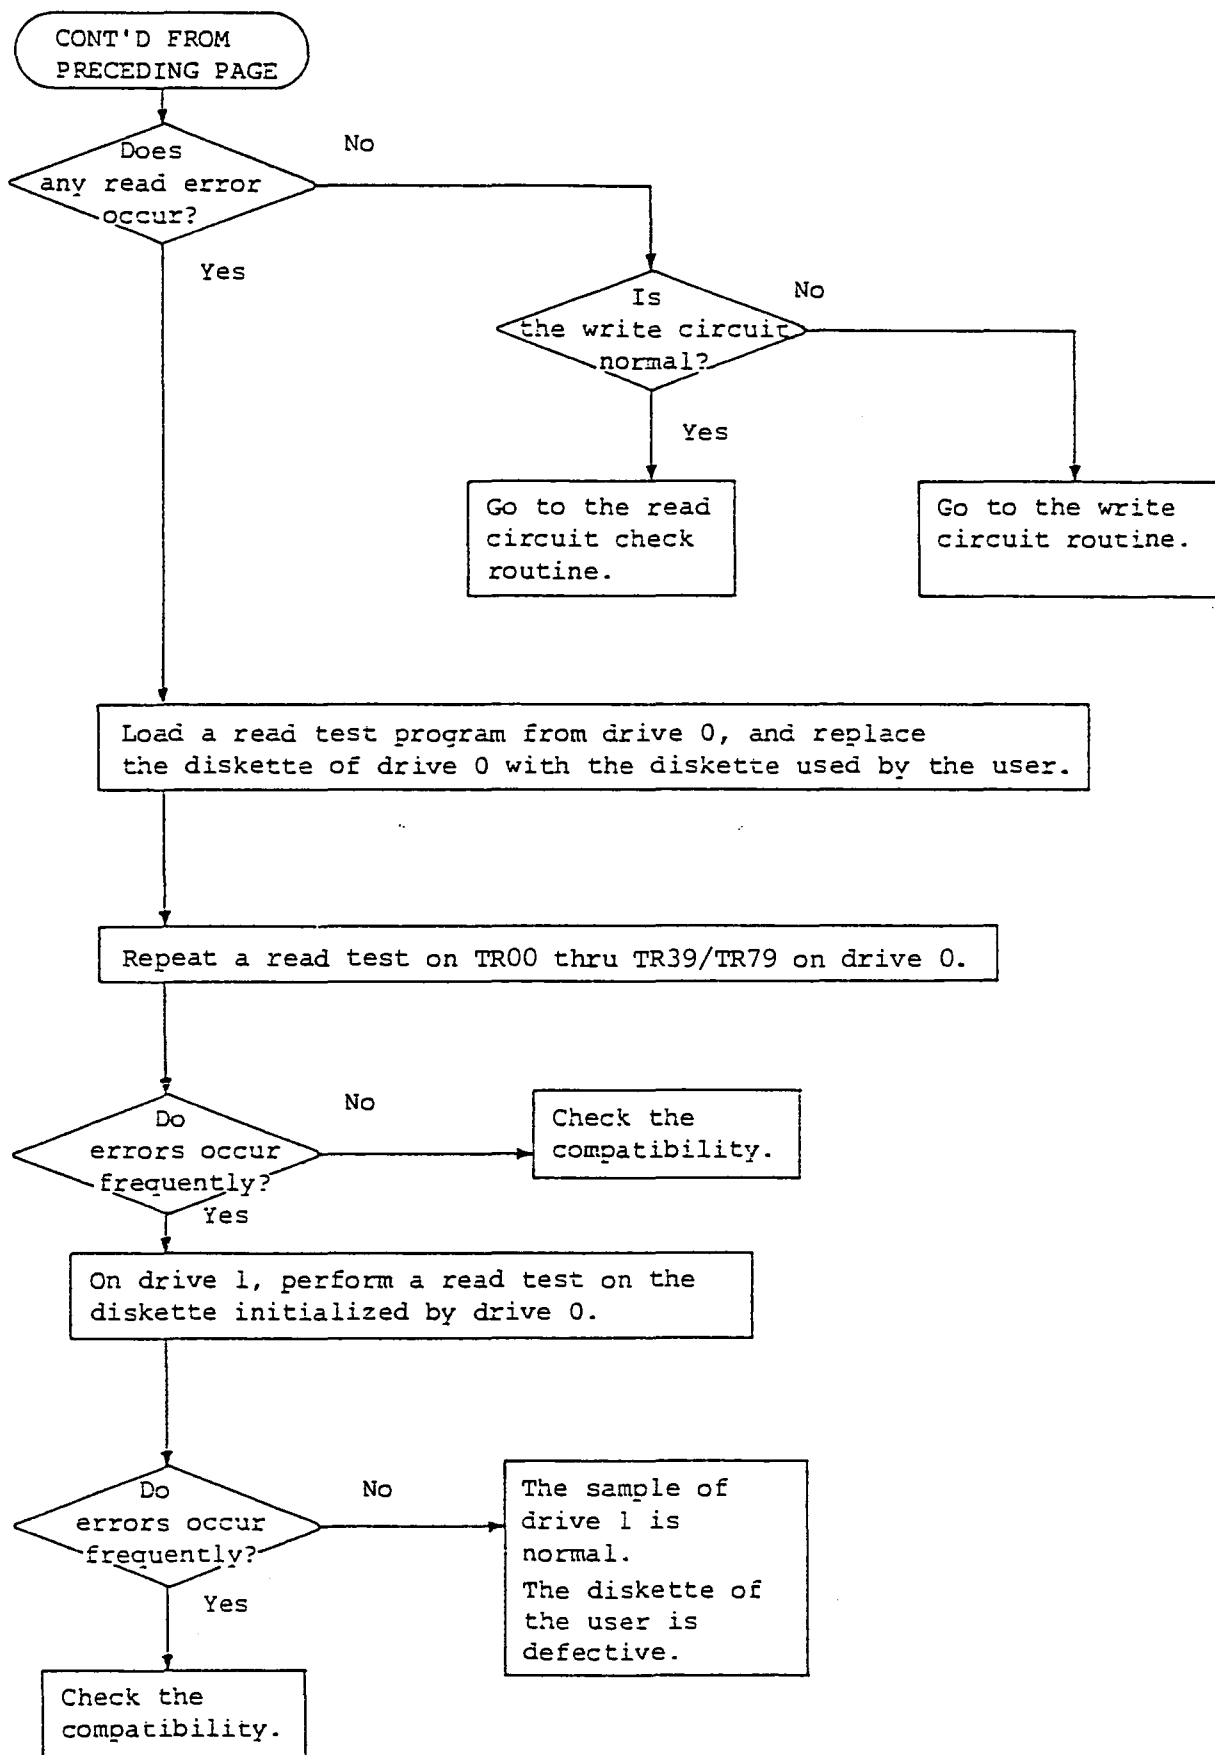 CONT'D FROM
PRECEDING PAGE
Does
any read error
occur?
No
Yes
Is
the write circuit
normal?
No
Yes
Go to the read
circuit check
routine.
Go to the write
circuit routine.
Load a read test program from drive 0, and replace
the diskette of drive 0 with the diskette used by the user.
Repeat a read test on TR00 thru TR39/TR79 on drive 0.
Do
errors occur
frequently?
No
Check the
compatibility.
Yes
On drive 1, perform a read test on the
diskette initialized by drive 0.
Do
errors occur
frequently?
No
The sample of
drive 1 is
normal.
The diskette of
the user is
defective.
Yes
Check the
compatibility.